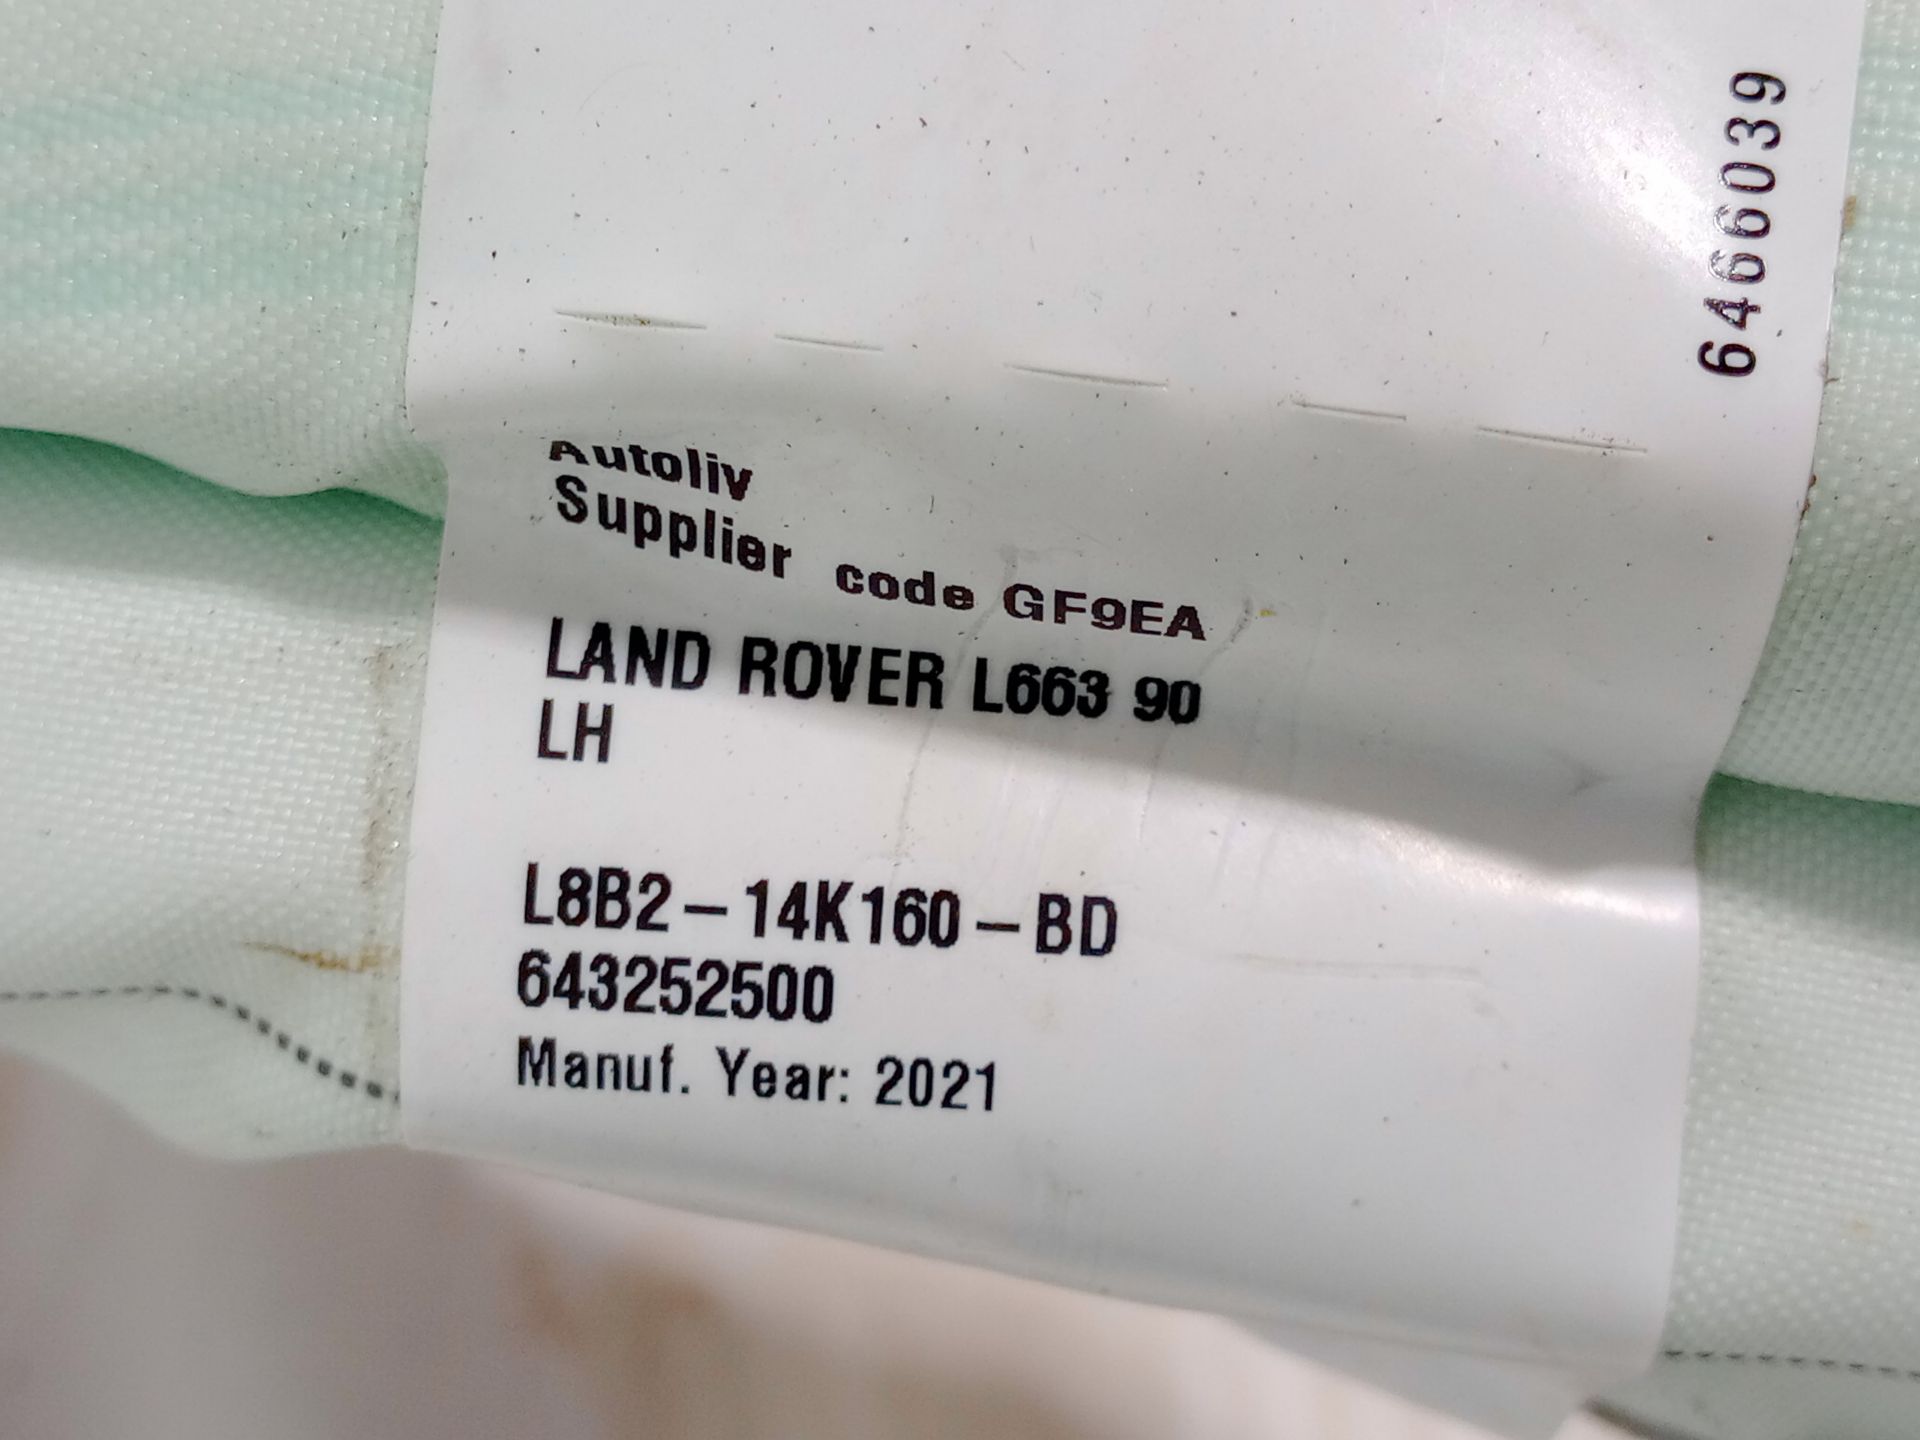 6466039
Autoliv
Supplier code GF9EA
LAND ROVER L663 90
LH
L8B2-14K160-BD
643252500
Manuf. Year: 2021